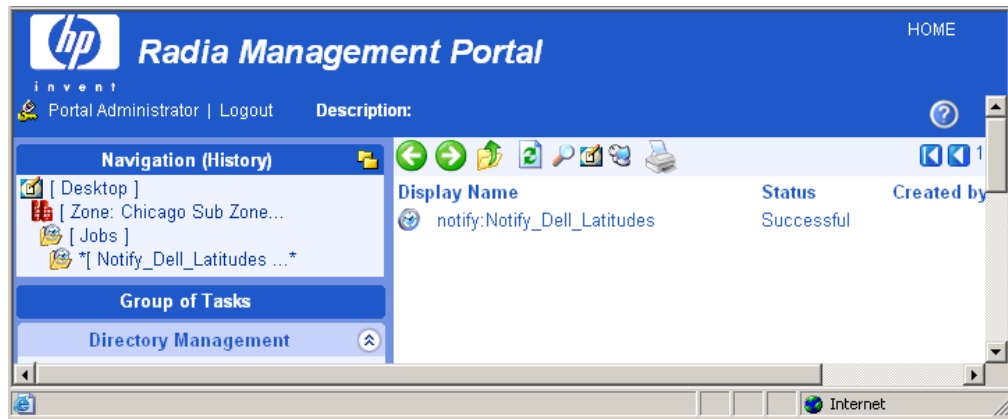 HOME
hp
Radia Management Portal
invent
Portal Administrator | Logout
Description:
Navigation (History)
[ Desktop ]
[ Zone: Chicago Sub Zone...
[ Jobs ]
*[ Notify_Dell_Latitudes ...*
Group of Tasks
Directory Management
1
Display Name Status Created by
notify:Notify_Dell_Latitudes Successful
Internet